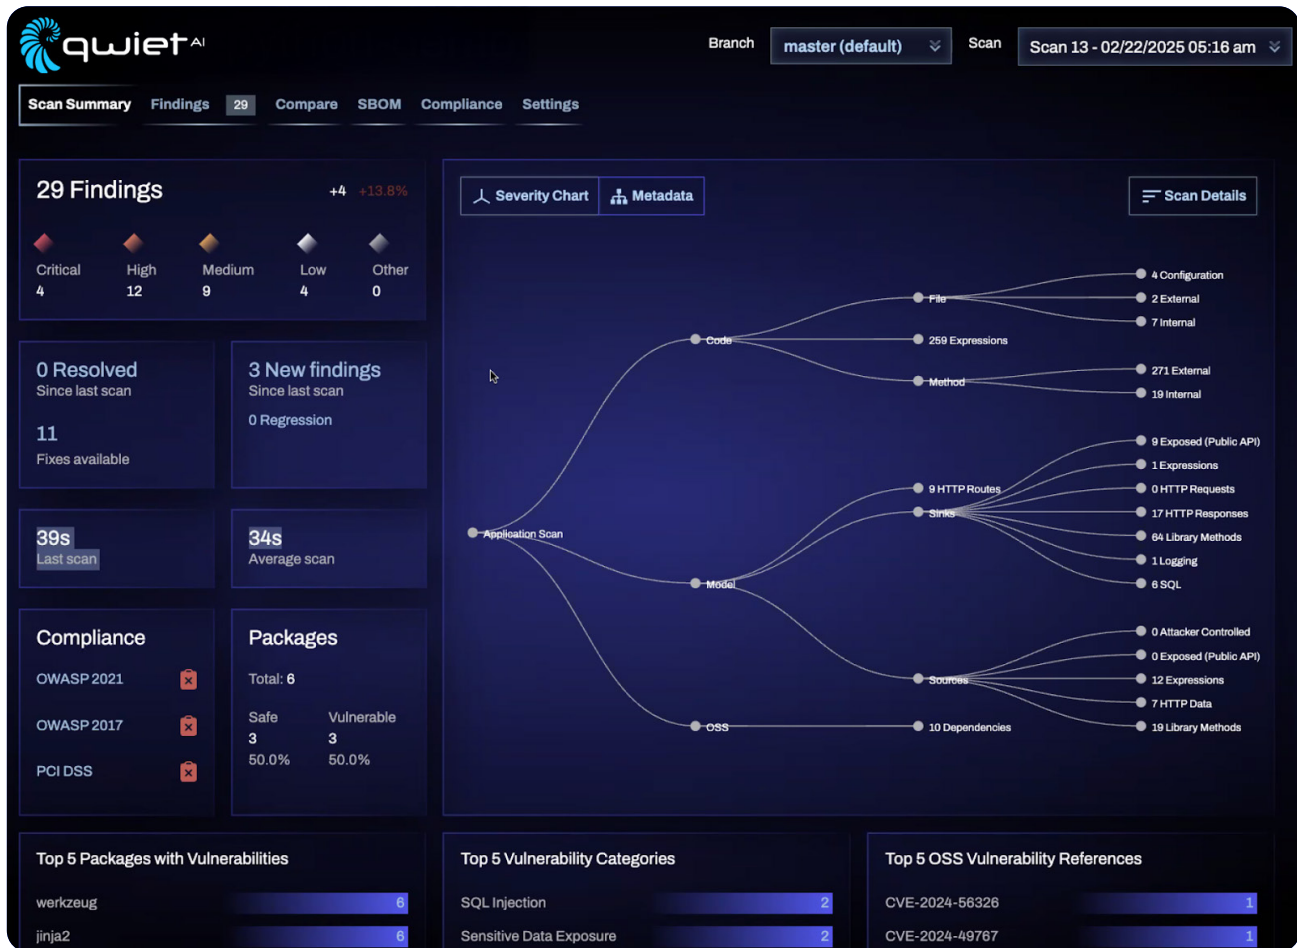 qwiet AI
Branch
master (default)
Scan
Scan 13 - 02/22/2025 05:16 am
Scan Summary
Findings
29
Compare
SBOM
Compliance
Settings
29 Findings
+4 +13.8%
Critical High Medium Low Other
4 12 9 4 0
0 Resolved
Since last scan
11
Fixes available
3 New findings
Since last scan
0 Regression
39s
Last scan
34s
Average scan
Compliance
OWASP 2021
OWASP 2017
PCI DSS
Packages
Total: 6
Safe Vulnerable
3 3
50.0% 50.0%
Severity Chart
Metadata
Scan Details
Application Scan
Code
File
4 Configuration
2 External
7 Internal
259 Expressions
Method
271 External
19 Internal
Model
9 HTTP Routes
Sinks
9 Exposed (Public API)
1 Expressions
0 HTTP Requests
17 HTTP Responses
64 Library Methods
1 Logging
6 SQL
Sources
0 Attacker Controlled
0 Exposed (Public API)
12 Expressions
7 HTTP Data
19 Library Methods
OSS
10 Dependencies
Top 5 Packages with Vulnerabilities
werkzeug 6
jinja2 6
Top 5 Vulnerability Categories
SQL Injection 2
Sensitive Data Exposure 2
Top 5 OSS Vulnerability References
CVE-2024-56326 1
CVE-2024-49767 1